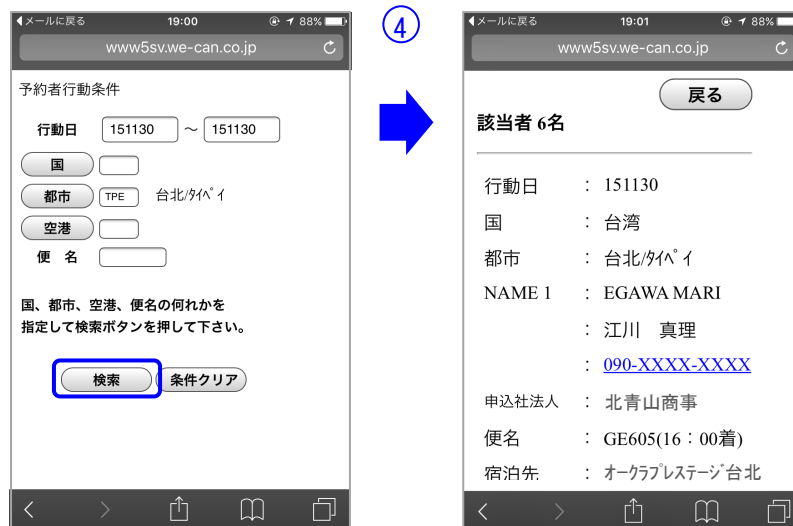 メールに戻る 19:00 88%
www5sv.we-can.co.jp
予約者行動条件
行動日 151130 ～ 151130
国
都市 TPE 台北/ﾀｲﾍﾟｲ
空港
便 名
国、都市、空港、便名の何れかを
指定して検索ボタンを押して下さい。
検索 条件クリア
④
メールに戻る 19:01 88%
www5sv.we-can.co.jp
戻る
該当者 6名
行動日 : 151130
国 : 台湾
都市 : 台北/ﾀｲﾍﾟｲ
NAME 1 : EGAWA MARI
: 江川 真理
: 090-XXXX-XXXX
申込社法人 : 北青山商事
便名 : GE605(16：00着)
宿泊先 : オークラプレステージ台北